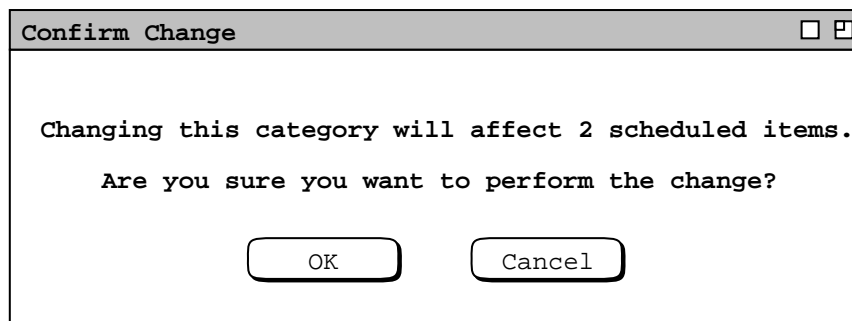 Confirm Change
Changing this category will affect 2 scheduled items.
Are you sure you want to perform the change?
OK
Cancel